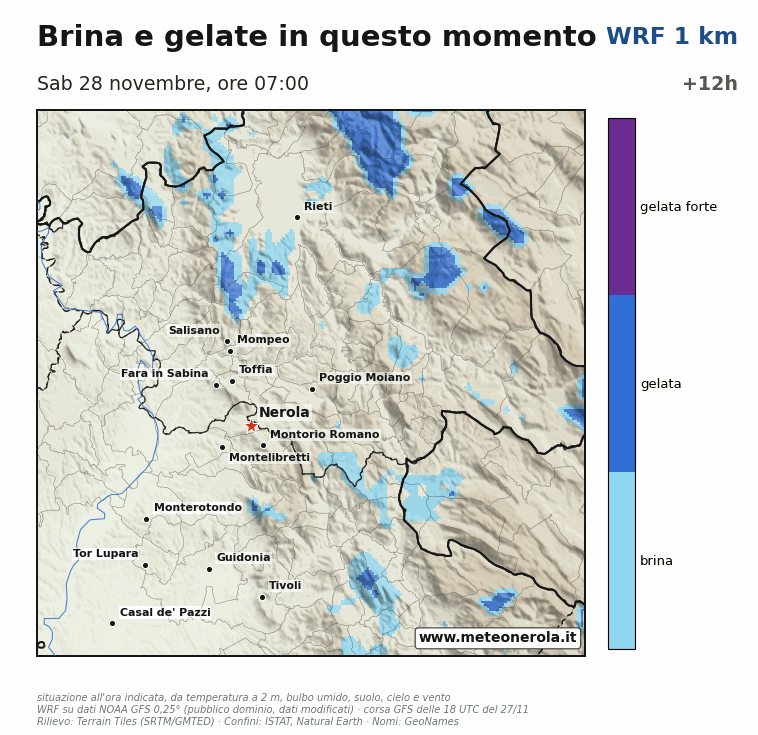 Brina e gelate in questo momento WRF 1 km
Sab 28 novembre, ore 07:00 +12h
gelata forte
Rieti
Salisano
Mompeo
Toffia
Fara in Sabina
Poggio Moiano
gelata
Nerola
Montorio Romano
Montelibretti
Monterotondo
Tor Lupara
Guidonia
brina
Tivoli
Casal de' Pazzi
www.meteonerola.it
situazione all'ora indicata, da temperatura a 2 m, bulbo umido, suolo, cielo e vento
WRF su dati NOAA GFS 0,25° (pubblico dominio, dati modificati) · corsa GFS delle 18 UTC del 27/11
Rilievo: Terrain Tiles (SRTM/GMTED) · Confini: ISTAT, Natural Earth · Nomi: GeoNames